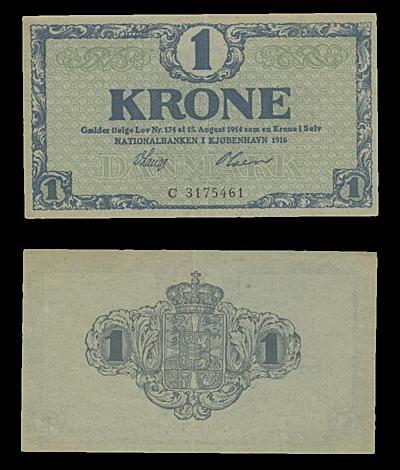 1
KRONE
Gælder ifølge Lov Nr. 174 af 15. August 1914 som en Krone i Sølv
NATIONALBANKEN I KJØBENHAVN 1916
DANMARK
Lange
1 C 3175461 1
1 1